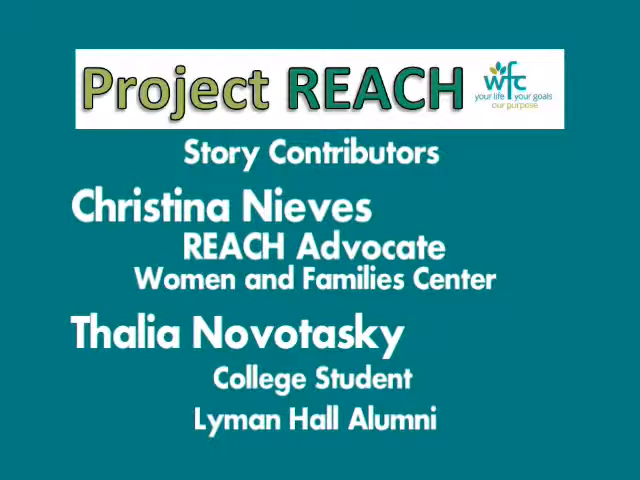 Project REACH
wfc
your life your goals
our purpose
Story Contributors
Christina Nieves
REACH Advocate
Women and Families Center
Thalia Novotasky
College Student
Lyman Hall Alumni